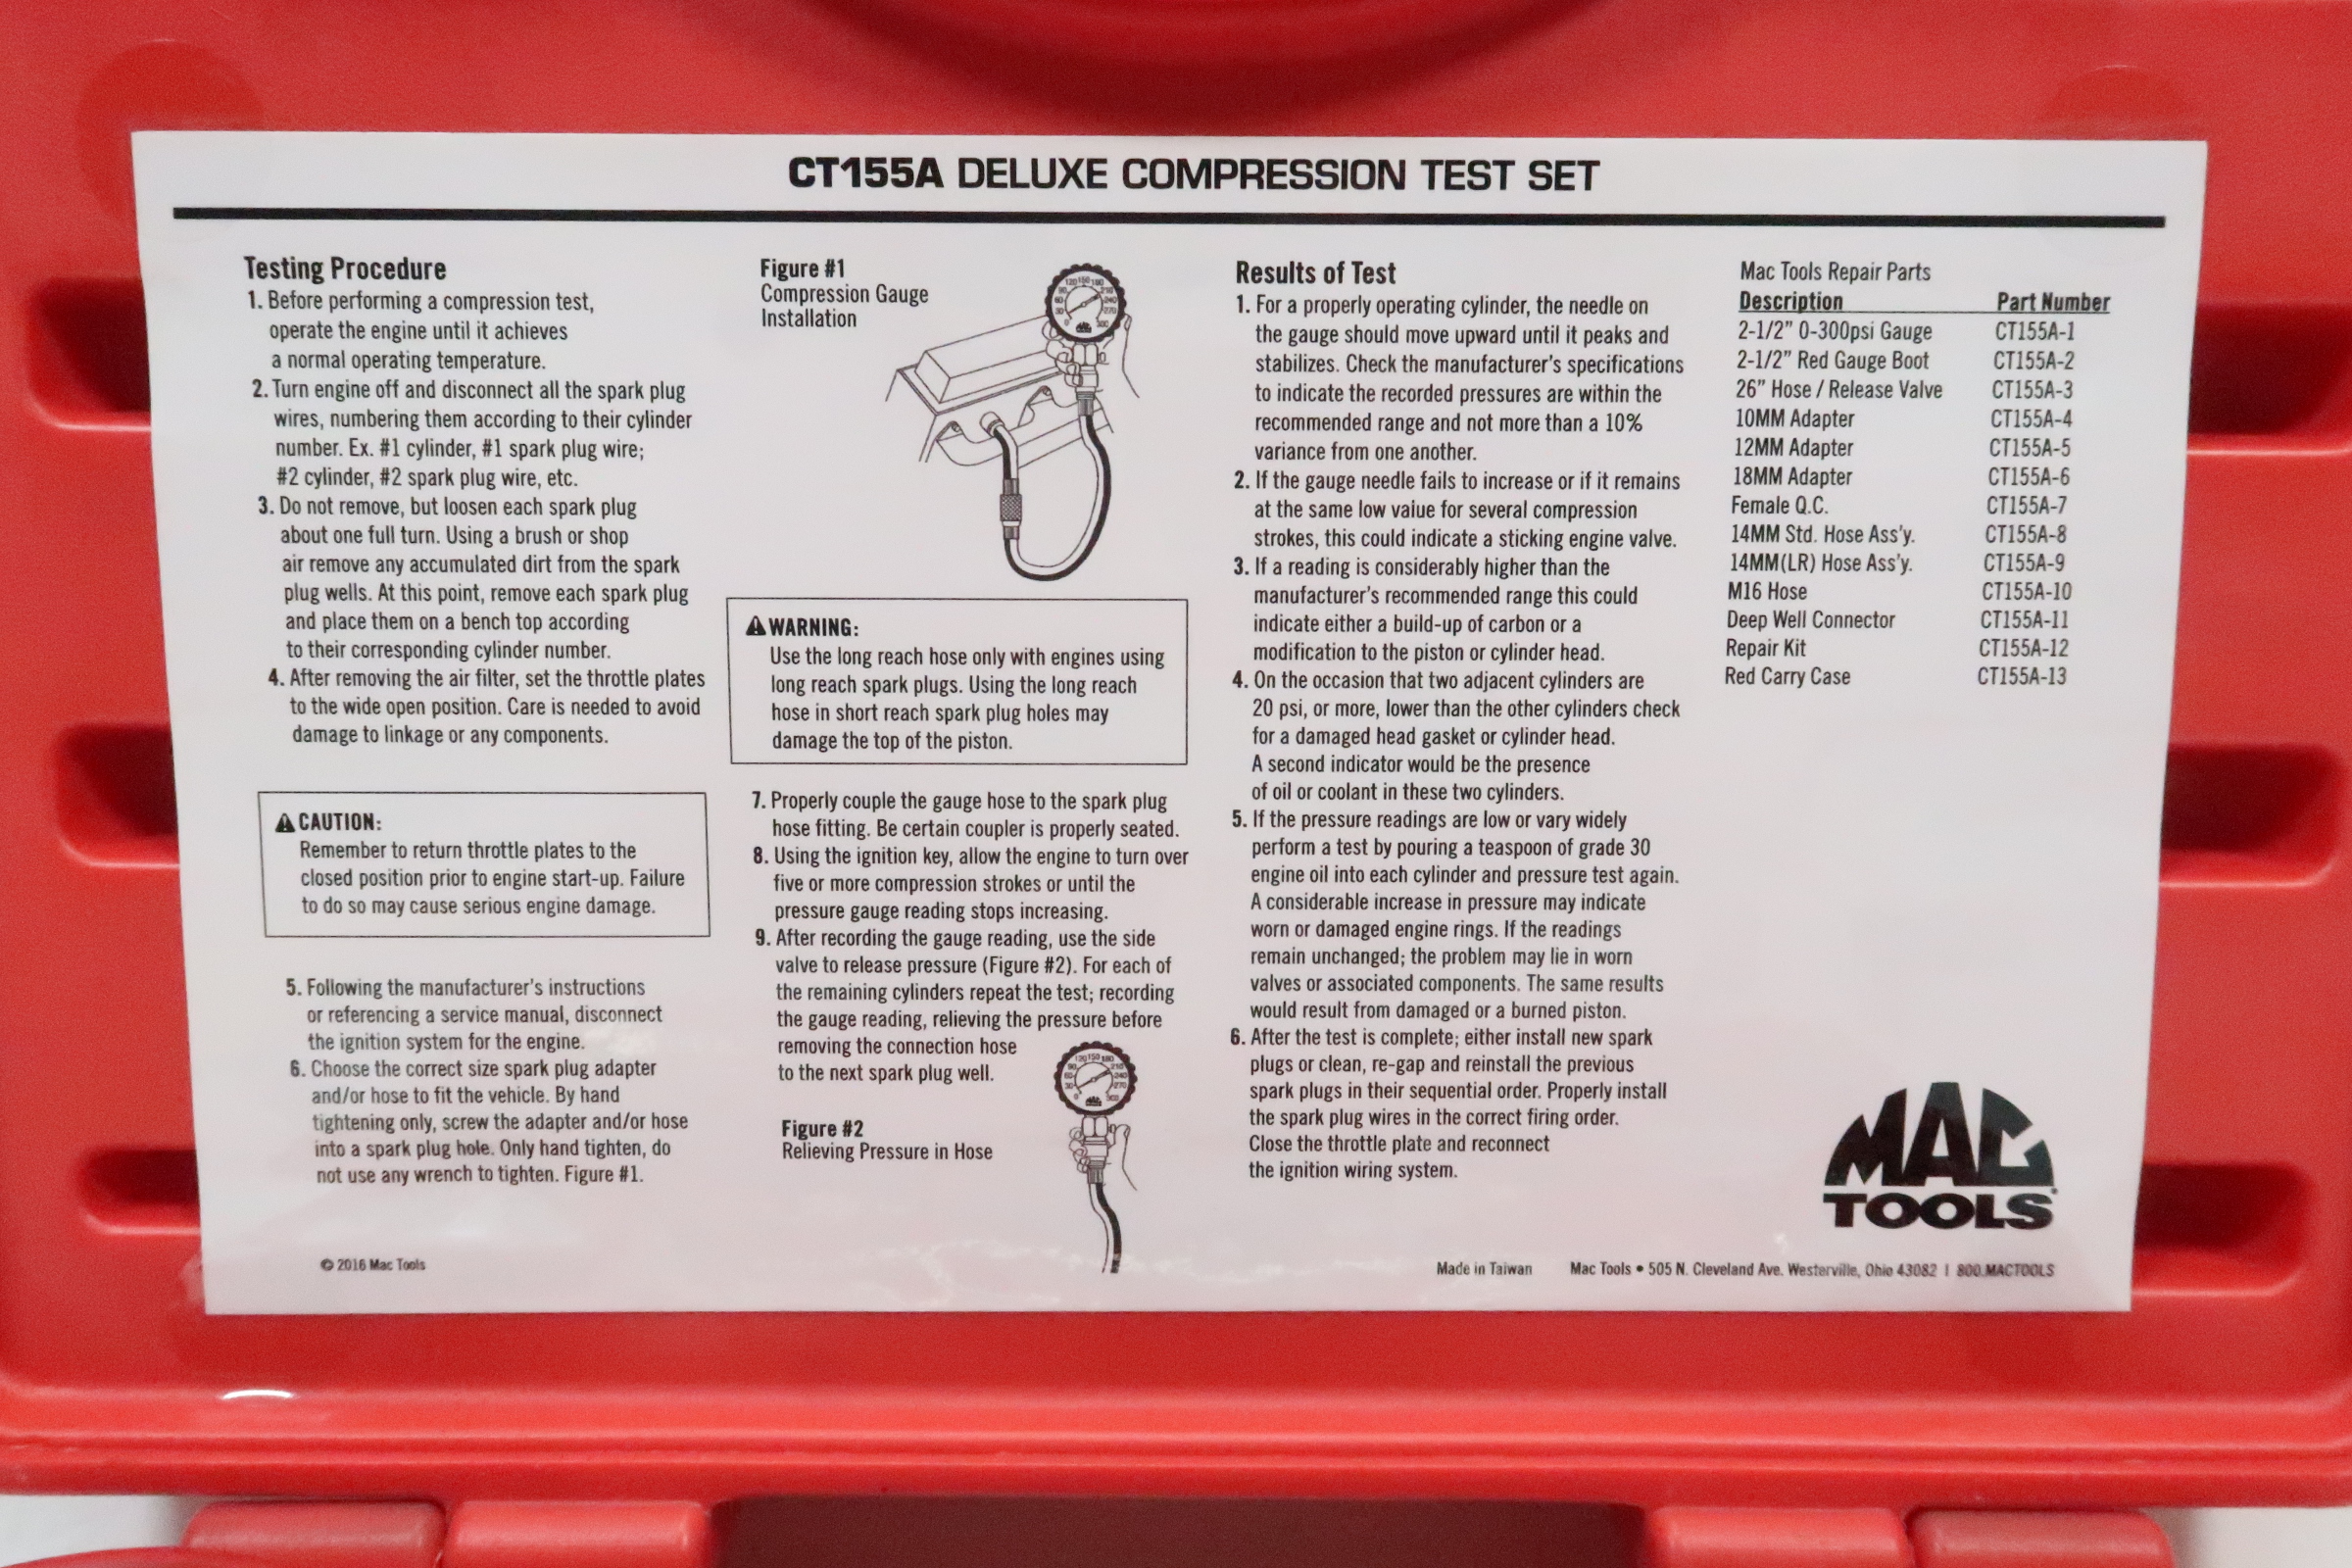 CT155A DELUXE COMPRESSION TEST SET
Testing Procedure
1. Before performing a compression test,
operate the engine until it achieves
a normal operating temperature.
2. Turn engine off and disconnect all the spark plug
wires, numbering them according to their cylinder
number. Ex. #1 cylinder, #1 spark plug wire;
#2 cylinder, #2 spark plug wire, etc.
3. Do not remove, but loosen each spark plug
about one full turn. Using a brush or shop
air remove any accumulated dirt from the spark
plug wells. At this point, remove each spark plug
and place them on a bench top according
to their corresponding cylinder number.
4. After removing the air filter, set the throttle plates
to the wide open position. Care is needed to avoid
damage to linkage or any components.
CAUTION:
Remember to return throttle plates to the
closed position prior to engine start-up. Failure
to do so may cause serious engine damage.
5. Following the manufacturer's instructions
or referencing a service manual, disconnect
the ignition system for the engine.
6. Choose the correct size spark plug adapter
and/or hose to fit the vehicle. By hand
tightening only, screw the adapter and/or hose
into a spark plug hole. Only hand tighten, do
not use any wrench to tighten. Figure #1.
© 2016 Mac Tools
Figure #1
Compression Gauge
Installation
WARNING:
Use the long reach hose only with engines using
long reach spark plugs. Using the long reach
hose in short reach spark plug holes may
damage the top of the piston.
7. Properly couple the gauge hose to the spark plug
hose fitting. Be certain coupler is properly seated.
8. Using the ignition key, allow the engine to turn over
five or more compression strokes or until the
pressure gauge reading stops increasing.
9. After recording the gauge reading, use the side
valve to release pressure (Figure #2). For each of
the remaining cylinders repeat the test; recording
the gauge reading, relieving the pressure before
removing the connection hose
to the next spark plug well.
Figure #2
Relieving Pressure in Hose
Results of Test
1. For a properly operating cylinder, the needle on
the gauge should move upward until it peaks and
stabilizes. Check the manufacturer's specifications
to indicate the recorded pressures are within the
recommended range and not more than a 10%
variance from one another.
2. If the gauge needle fails to increase or if it remains
at the same low value for several compression
strokes, this could indicate a sticking engine valve.
3. If a reading is considerably higher than the
manufacturer's recommended range this could
indicate either a build-up of carbon or a
modification to the piston or cylinder head.
4. On the occasion that two adjacent cylinders are
20 psi, or more, lower than the other cylinders check
for a damaged head gasket or cylinder head.
A second indicator would be the presence
of oil or coolant in these two cylinders.
5. If the pressure readings are low or vary widely
perform a test by pouring a teaspoon of grade 30
engine oil into each cylinder and pressure test again.
A considerable increase in pressure may indicate
worn or damaged engine rings. If the readings
remain unchanged; the problem may lie in worn
valves or associated components. The same results
would result from damaged or a burned piston.
6. After the test is complete; either install new spark
plugs or clean, re-gap and reinstall the previous
spark plugs in their sequential order. Properly install
the spark plug wires in the correct firing order.
Close the throttle plate and reconnect
the ignition wiring system.
Mac Tools Repair Parts
Description Part Number
2-1/2" 0-300psi Gauge CT155A-1
2-1/2" Red Gauge Boot CT155A-2
26" Hose / Release Valve CT155A-3
10MM Adapter CT155A-4
12MM Adapter CT155A-5
18MM Adapter CT155A-6
Female Q.C. CT155A-7
14MM Std. Hose Ass'y. CT155A-8
14MM(LR) Hose Ass'y. CT155A-9
M16 Hose CT155A-10
Deep Well Connector CT155A-11
Repair Kit CT155A-12
Red Carry Case CT155A-13
MAC
TOOLS
Made in Taiwan Mac Tools • 505 N. Cleveland Ave. Westerville, Ohio 43082 | 800.MACTOOLS